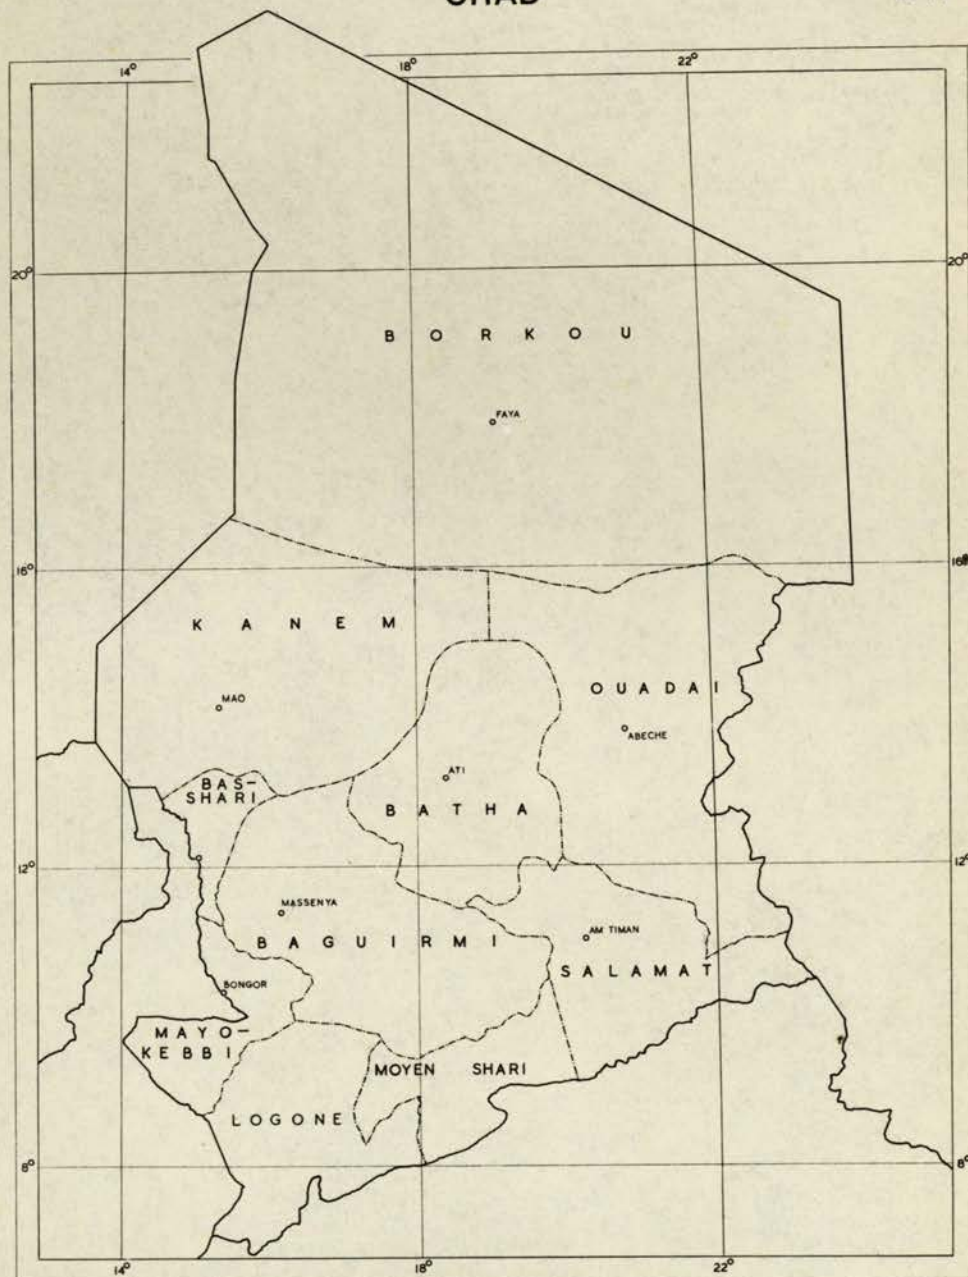 14° 18° 22°
20° 20°
BORKOU
FAYA
16° 16°
KANEM
OUADAI
MAO
ABECHE
ATI
BAS-
SHARI
BATHA
12° 12°
MASSENYA
BAGUIRMI
AM TIMAN
SALAMAT
BONGOR
MAYO-
KEBBI
MOYEN SHARI
LOGONE
8° 8°
14° 18° 22°